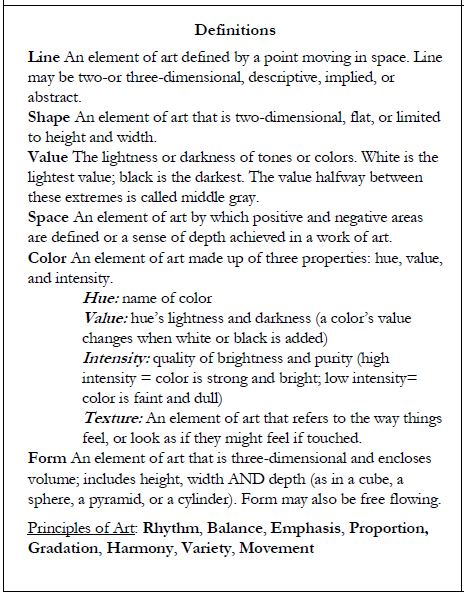 Definitions
Line An element of art defined by a point moving in space. Line
may be two-or three-dimensional, descriptive, implied, or
abstract.
Shape An element of art that is two-dimensional, flat, or limited
to height and width.
Value The lightness or darkness of tones or colors. White is the
lightest value; black is the darkest. The value halfway between
these extremes is called middle gray.
Space An element of art by which positive and negative areas
are defined or a sense of depth achieved in a work of art.
Color An element of art made up of three properties: hue, value,
and intensity.
Hue: name of color
Value: hue's lightness and darkness (a color's value
changes when white or black is added)
Intensity: quality of brightness and purity (high
intensity = color is strong and bright; low intensity=
color is faint and dull)
Texture: An element of art that refers to the way things
feel, or look as if they might feel if touched.
Form An element of art that is three-dimensional and encloses
volume; includes height, width AND depth (as in a cube, a
sphere, a pyramid, or a cylinder). Form may also be free flowing.
Principles of Art: Rhythm, Balance, Emphasis, Proportion,
Gradation, Harmony, Variety, Movement